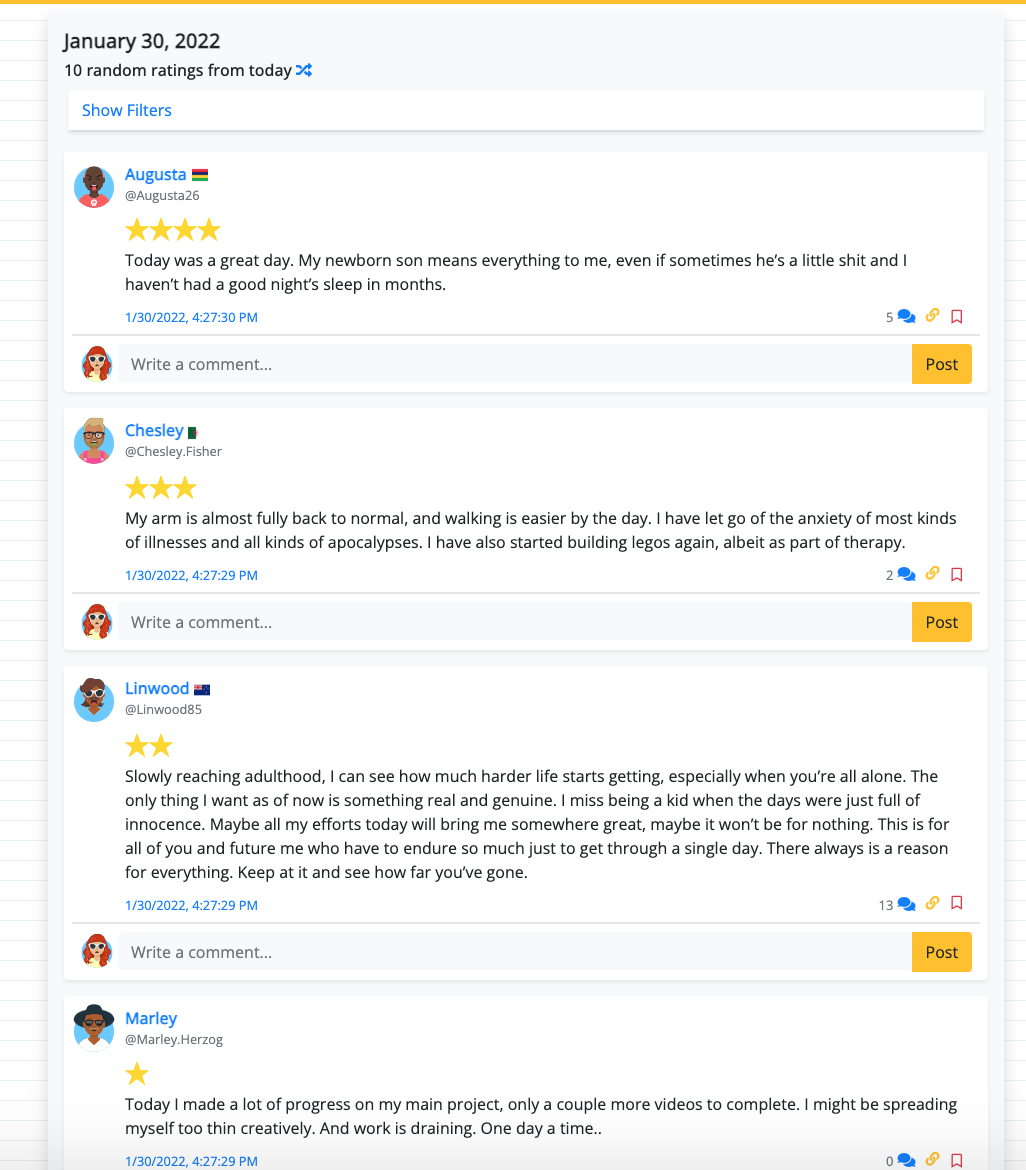 January 30, 2022
10 random ratings from today
Show Filters
Augusta
@Augusta26
Today was a great day. My newborn son means everything to me, even if sometimes he’s a little shit and I
haven’t had a good night’s sleep in months.
1/30/2022, 4:27:30 PM
5
Write a comment...
Post
Chesley
@Chesley.Fisher
My arm is almost fully back to normal, and walking is easier by the day. I have let go of the anxiety of most kinds
of illnesses and all kinds of apocalypses. I have also started building legos again, albeit as part of therapy.
1/30/2022, 4:27:29 PM
2
Write a comment...
Post
Linwood
@Linwood85
Slowly reaching adulthood, I can see how much harder life starts getting, especially when you’re all alone. The
only thing I want as of now is something real and genuine. I miss being a kid when the days were just full of
innocence. Maybe all my efforts today will bring me somewhere great, maybe it won’t be for nothing. This is for
all of you and future me who have to endure so much just to get through a single day. There always is a reason
for everything. Keep at it and see how far you’ve gone.
1/30/2022, 4:27:29 PM
13
Write a comment...
Post
Marley
@Marley.Herzog
Today I made a lot of progress on my main project, only a couple more videos to complete. I might be spreading
myself too thin creatively. And work is draining. One day a time..
1/30/2022, 4:27:29 PM
0